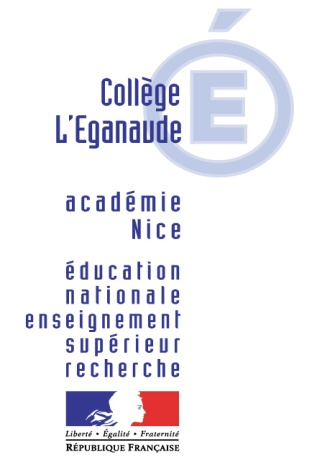 Collège
L'Eganaude
É
académie
Nice
éducation
nationale
enseignement
supérieur
recherche
Liberté • Égalité • Fraternité
RÉPUBLIQUE FRANÇAISE